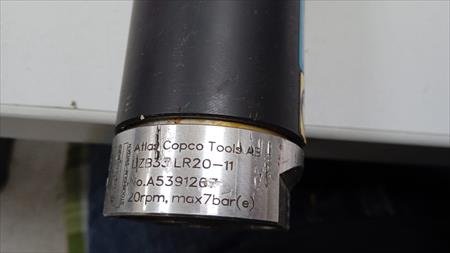 Atlas Copco Tools AB
LZB33 LR20-11
No.A5391267
20rpm, max7bar(e)